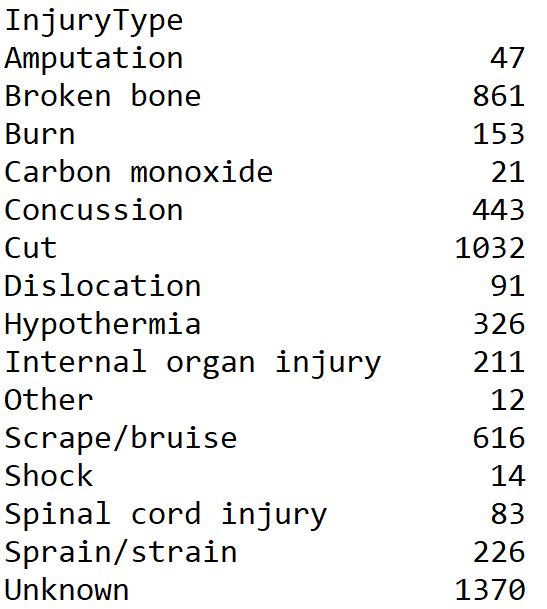 InjuryType
Amputation 47
Broken bone 861
Burn 153
Carbon monoxide 21
Concussion 443
Cut 1032
Dislocation 91
Hypothermia 326
Internal organ injury 211
Other 12
Scrape/bruise 616
Shock 14
Spinal cord injury 83
Sprain/strain 226
Unknown 1370